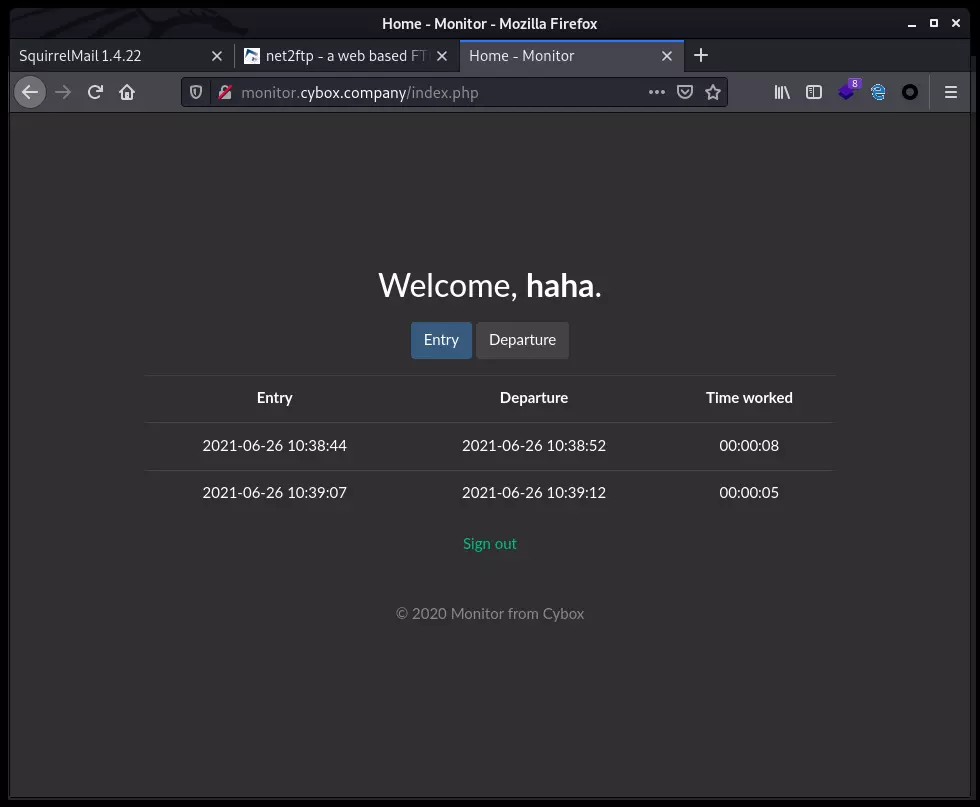 Home - Monitor - Mozilla Firefox
SquirrelMail 1.4.22
net2ftp - a web based FT
Home - Monitor
monitor.cybox.company/index.php
8
Welcome, haha.
Entry Departure
Entry Departure Time worked
2021-06-26 10:38:44 2021-06-26 10:38:52 00:00:08
2021-06-26 10:39:07 2021-06-26 10:39:12 00:00:05
Sign out
© 2020 Monitor from Cybox